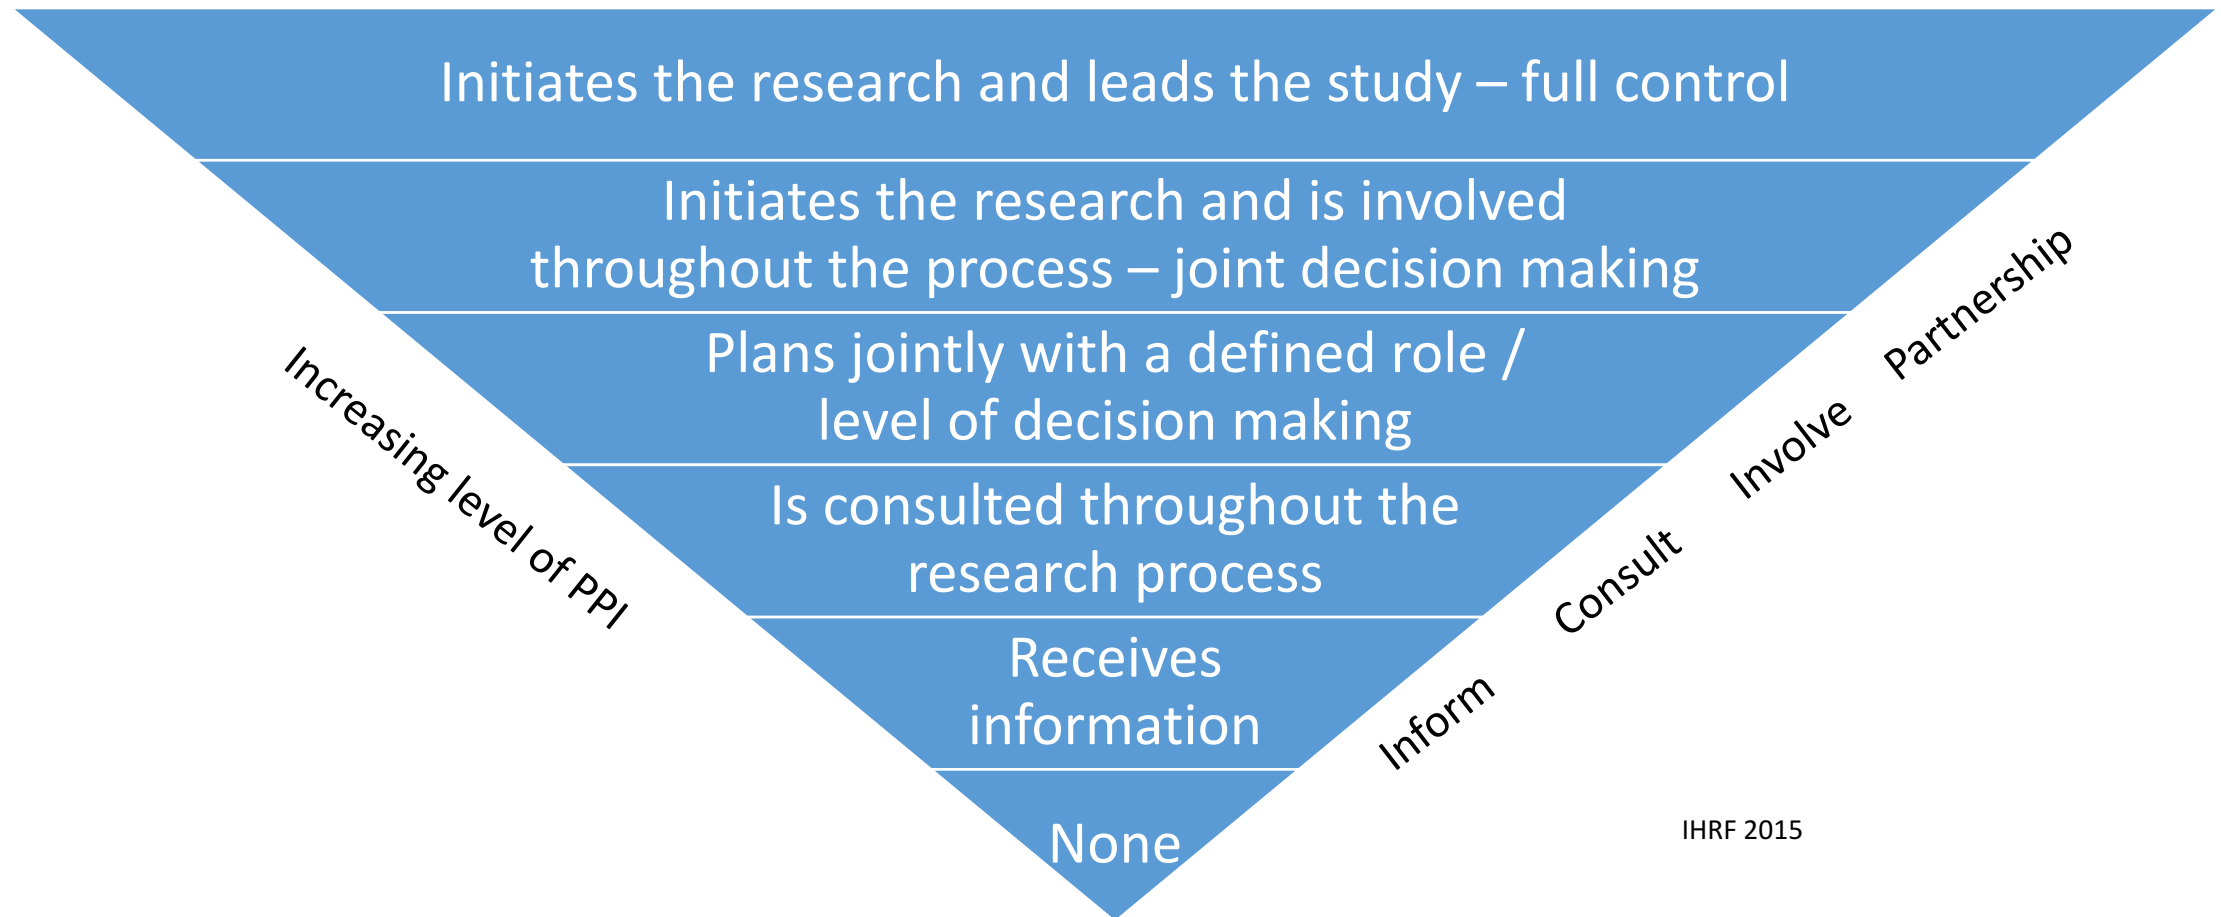 Initiates the research and leads the study – full control
Initiates the research and is involved
throughout the process – joint decision making
Plans jointly with a defined role /
level of decision making
Is consulted throughout the
research process
Receives
information
None
Increasing level of PPI
Partnership
Involve
Consult
Inform
IHRF 2015